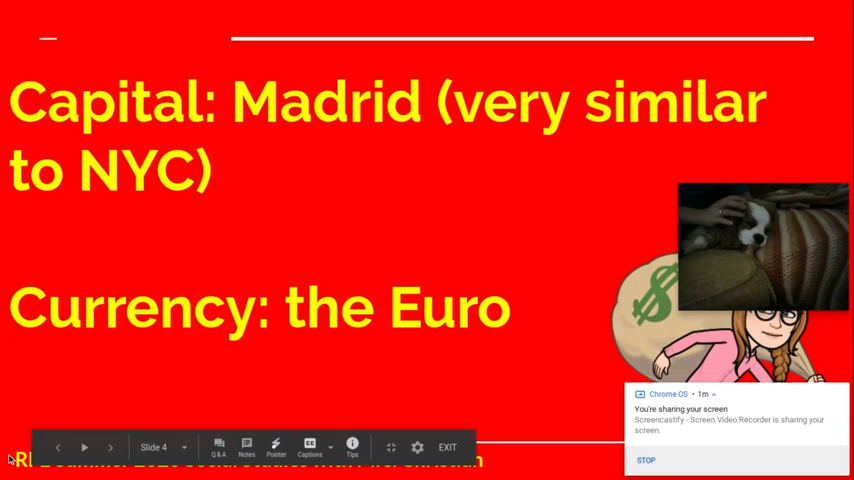 Capital: Madrid (very similar
to NYC)
Currency: the Euro
$
Chrome OS • 1m
You're sharing your screen
Screencastify - Screen Video Recorder is sharing your
screen.
STOP
Slide 4
Q & A
Notes
Pointer
Captions
Tips
EXIT